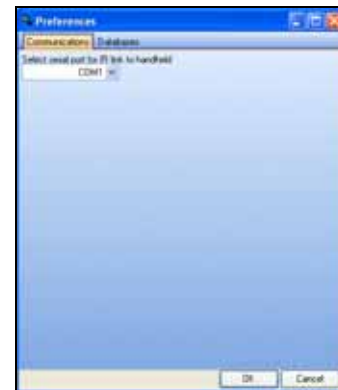 Preferences
Communications Databases
Select serial port for IR link to handheld
COM1
OK Cancel